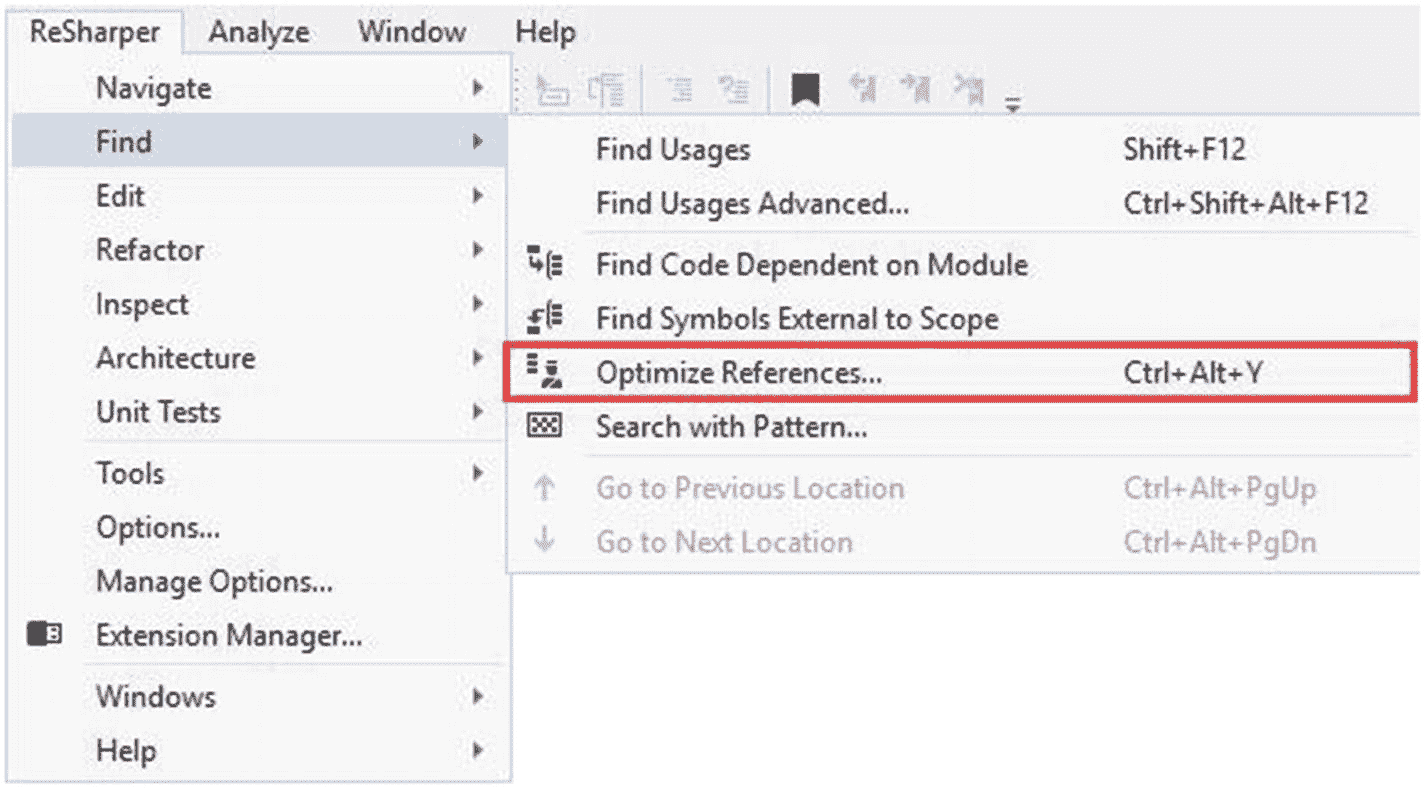 ReSharper Analyze Window Help
Navigate
Find
Edit
Refactor
Inspect
Architecture
Unit Tests
Tools
Options...
Manage Options...
Extension Manager...
Windows
Help
Find Usages Shift+F12
Find Usages Advanced... Ctrl+Shift+Alt+F12
Find Code Dependent on Module
Find Symbols External to Scope
Optimize References... Ctrl+Alt+Y
Search with Pattern...
Go to Previous Location Ctrl+Alt+PgUp
Go to Next Location Ctrl+Alt+PgDn